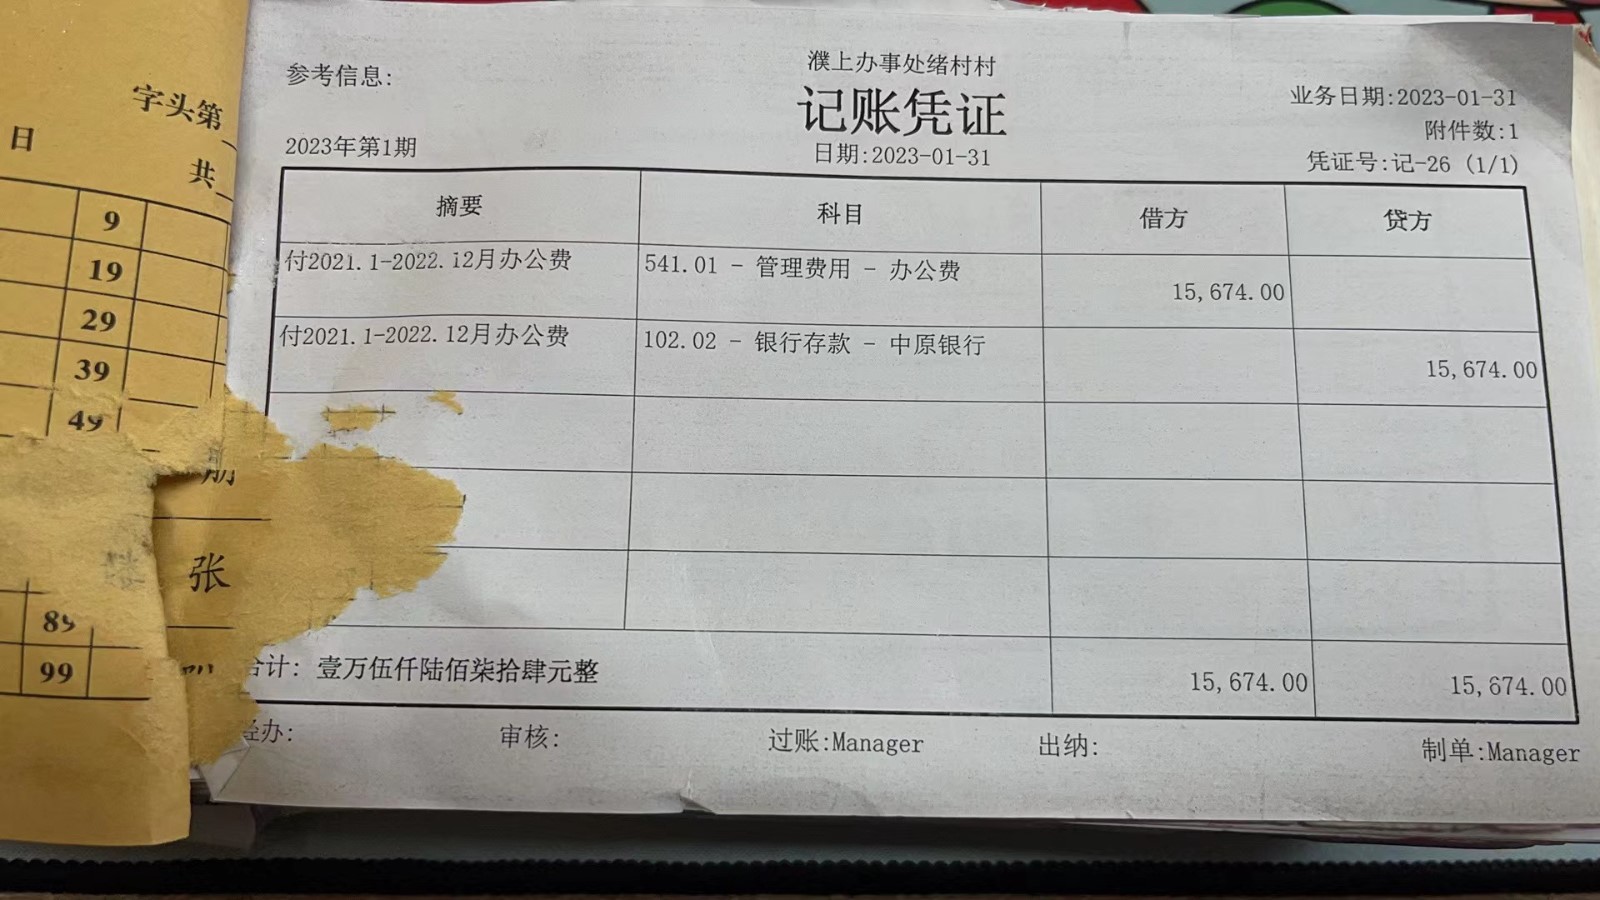 字头第
日
共
9
19
29
39
49
册
张
89
99
参考信息:
濮上办事处绪村村
记账凭证
业务日期:2023-01-31
附件数:1
2023年第1期
日期:2023-01-31
凭证号:记-26 (1/1)
摘要 科目 借方 贷方
付2021.1-2022.12月办公费 541.01 - 管理费用 - 办公费 15,674.00
付2021.1-2022.12月办公费 102.02 - 银行存款 - 中原银行 15,674.00
合计: 壹万伍仟陆佰柒拾肆元整 15,674.00 15,674.00
经办: 审核: 过账:Manager 出纳: 制单:Manager